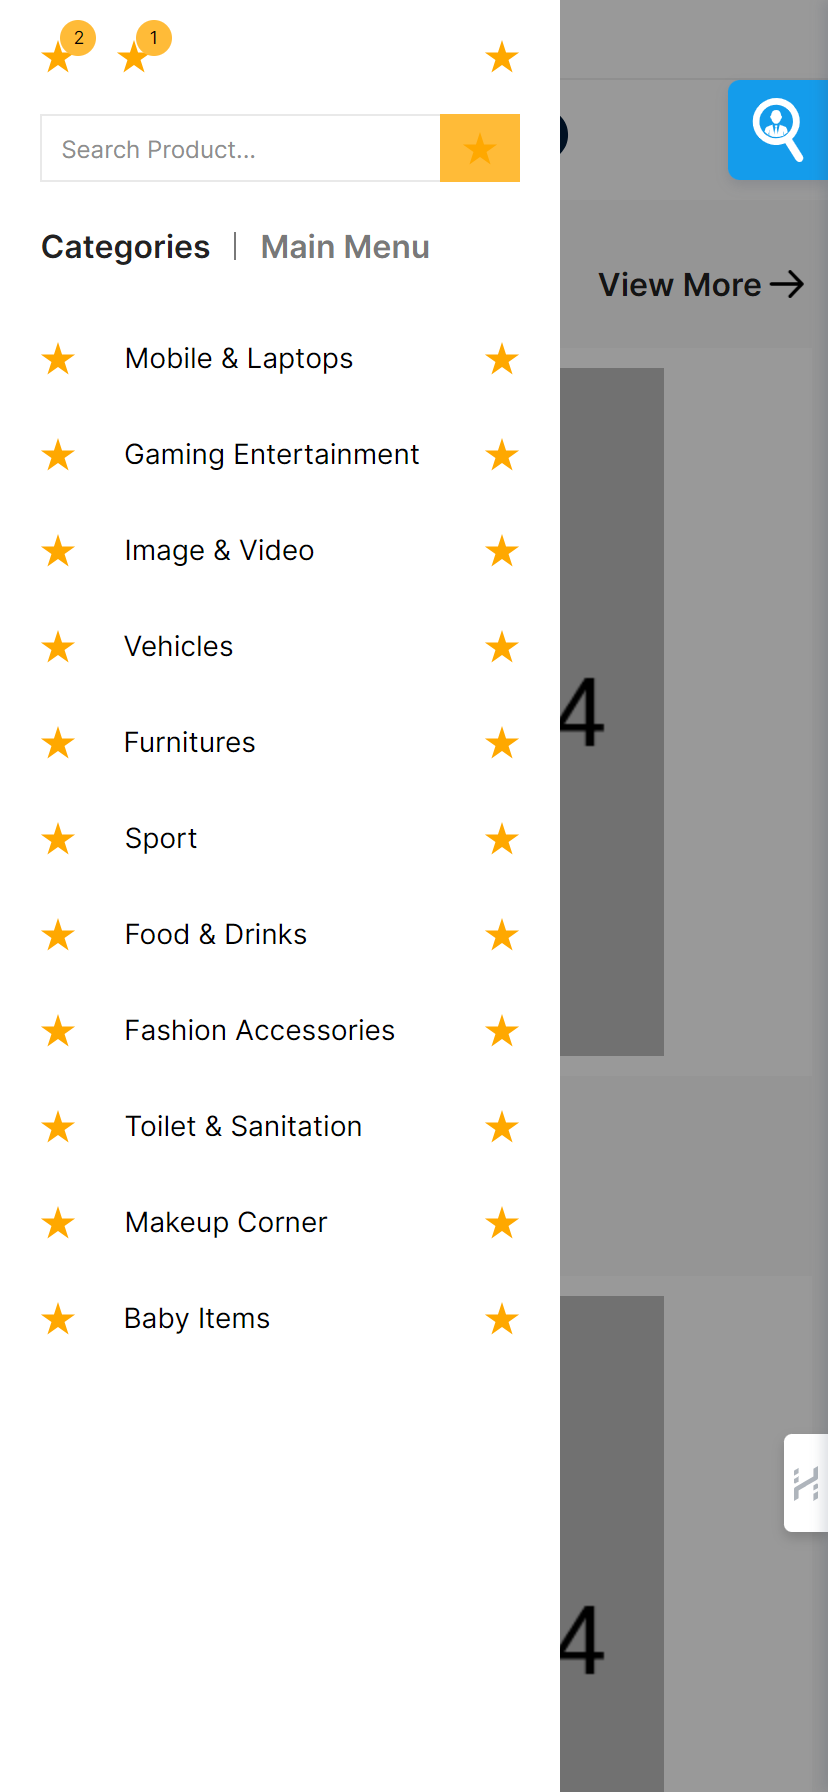 2 1
Search Product...
Categories | Main Menu
View More
Mobile & Laptops
Gaming Entertainment
Image & Video
Vehicles
4
Furnitures
Sport
Food & Drinks
Fashion Accessories
Toilet & Sanitation
Makeup Corner
Baby Items
4